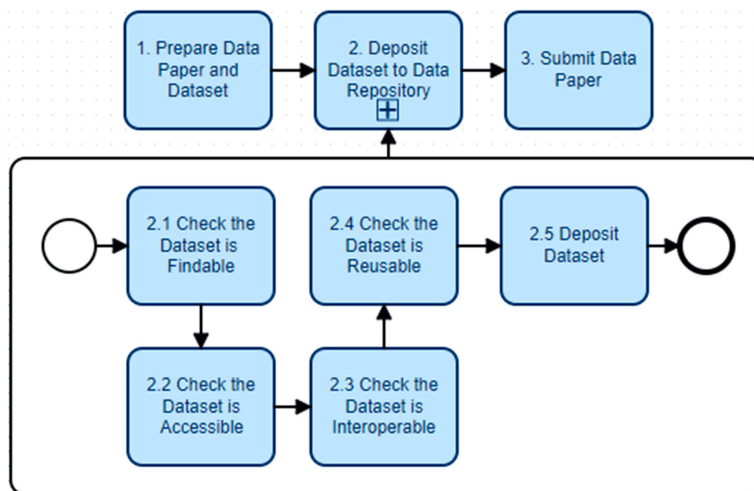 1. Prepare Data
Paper and
Dataset
2. Deposit
Dataset to Data
Repository
3. Submit Data
Paper
2.1 Check the
Dataset is
Findable
2.4 Check the
Dataset is
Reusable
2.5 Deposit
Dataset
2.2 Check the
Dataset is
Accessible
2.3 Check the
Dataset is
Interoperable